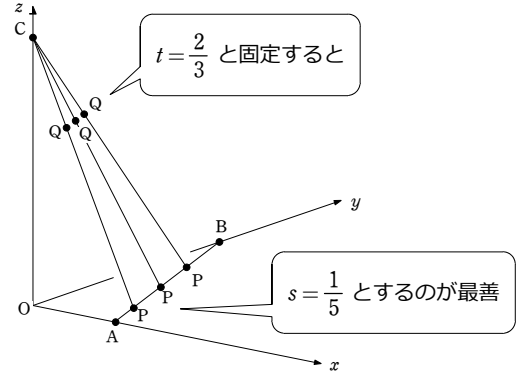 z
C
t = 2/3 と固定すると
Q
Q
Q
y
B
P
P
P
s = 1/5 とするのが最善
O
A
x